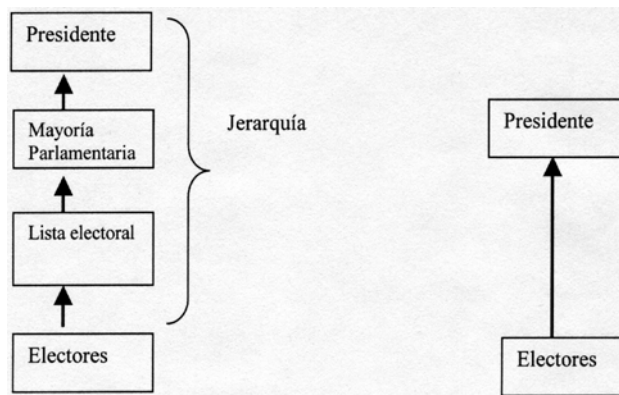 Presidente
Mayoría
Parlamentaria
Lista electoral
Electores
Jerarquía
Presidente
Electores